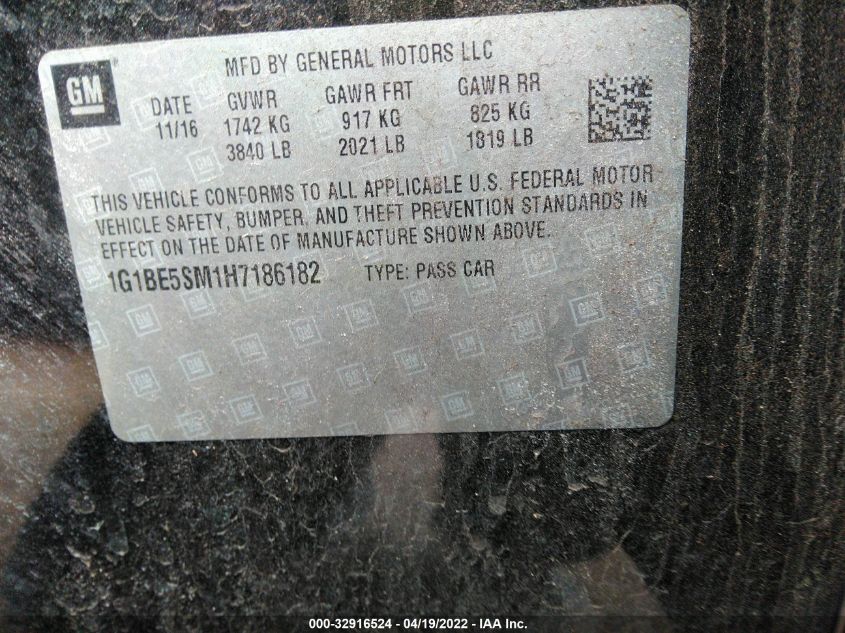 MFD BY GENERAL MOTORS LLC
GM
DATE GVWR GAWR FRT GAWR RR
11/16 1742 KG 917 KG 825 KG
3840 LB 2021 LB 1819 LB
THIS VEHICLE CONFORMS TO ALL APPLICABLE U.S. FEDERAL MOTOR
VEHICLE SAFETY, BUMPER, AND THEFT PREVENTION STANDARDS IN
EFFECT ON THE DATE OF MANUFACTURE SHOWN ABOVE.
1G1BE5SM1H7186182 TYPE: PASS CAR
000-32916524 - 04/19/2022 - IAA Inc.